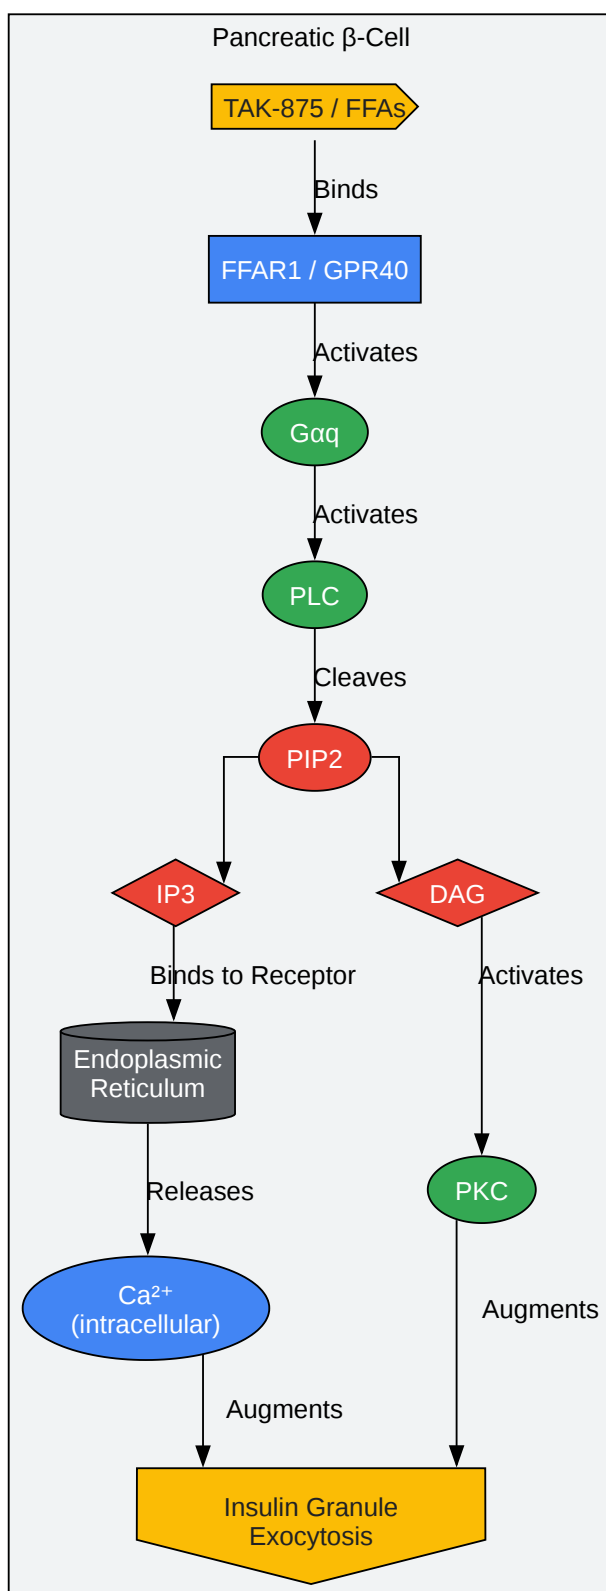 Pancreatic β-Cell
TAK-875 / FFAs
Binds
FFAR1 / GPR40
Activates
Gαq
Activates
PLC
Cleaves
PIP2
IP3
DAG
Binds to Receptor
Activates
Endoplasmic
Reticulum
Releases
PKC
Ca²⁺
(intracellular)
Augments
Augments
Insulin Granule
Exocytosis